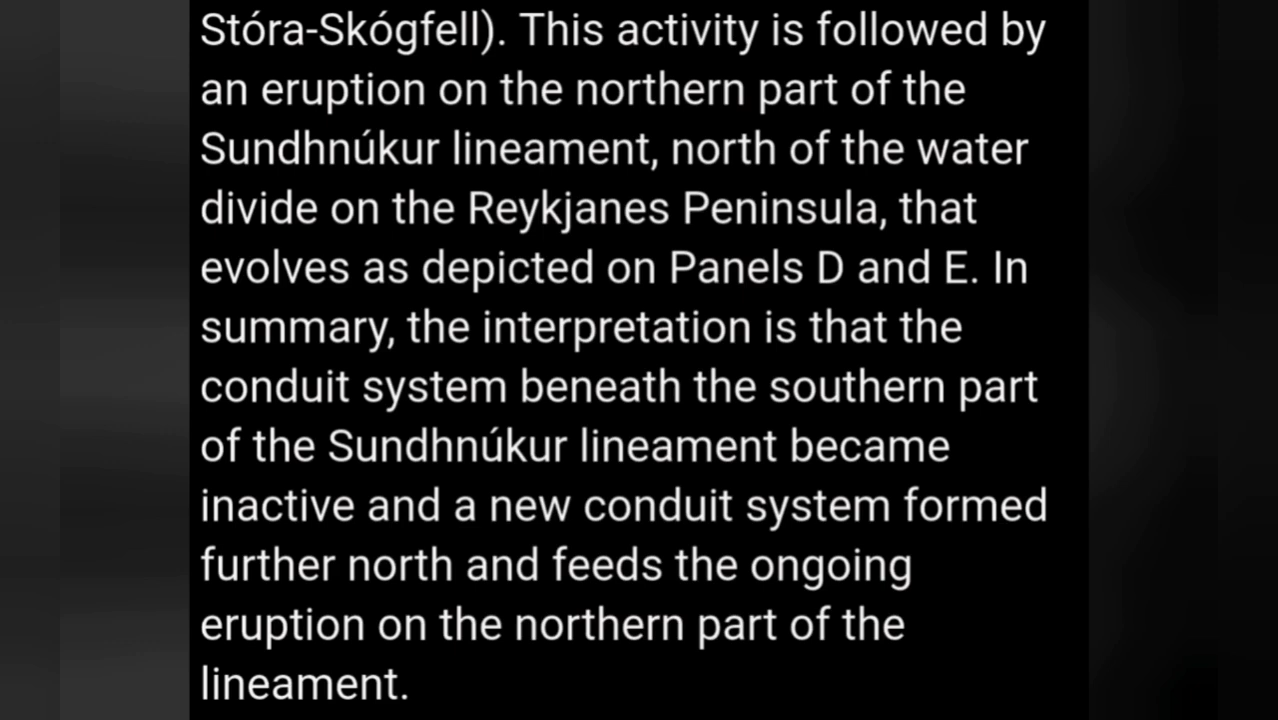 Stóra-Skógfell). This activity is followed by
an eruption on the northern part of the
Sundhnúkur lineament, north of the water
divide on the Reykjanes Peninsula, that
evolves as depicted on Panels D and E. In
summary, the interpretation is that the
conduit system beneath the southern part
of the Sundhnúkur lineament became
inactive and a new conduit system formed
further north and feeds the ongoing
eruption on the northern part of the
lineament.